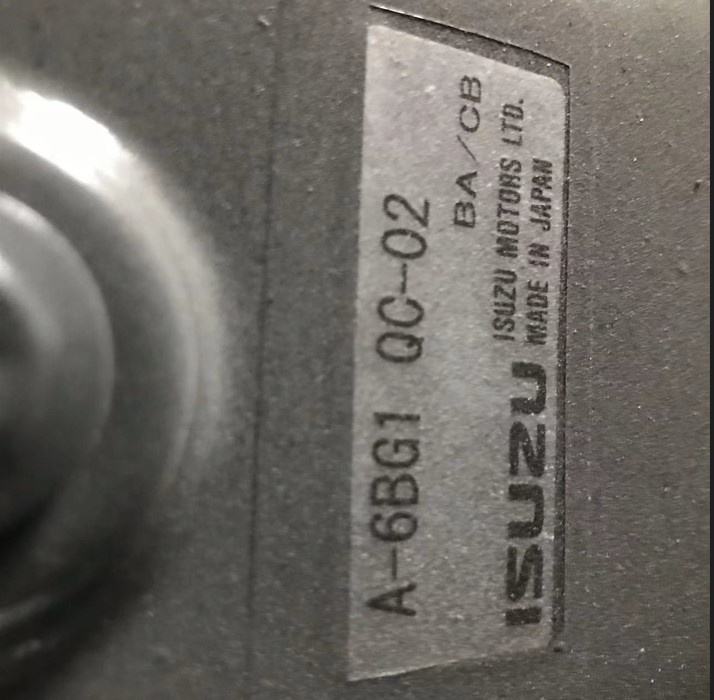 A-6BG1 QC-02
BA/CB
ISUZU
ISUZU MOTORS LTD.
MADE IN JAPAN